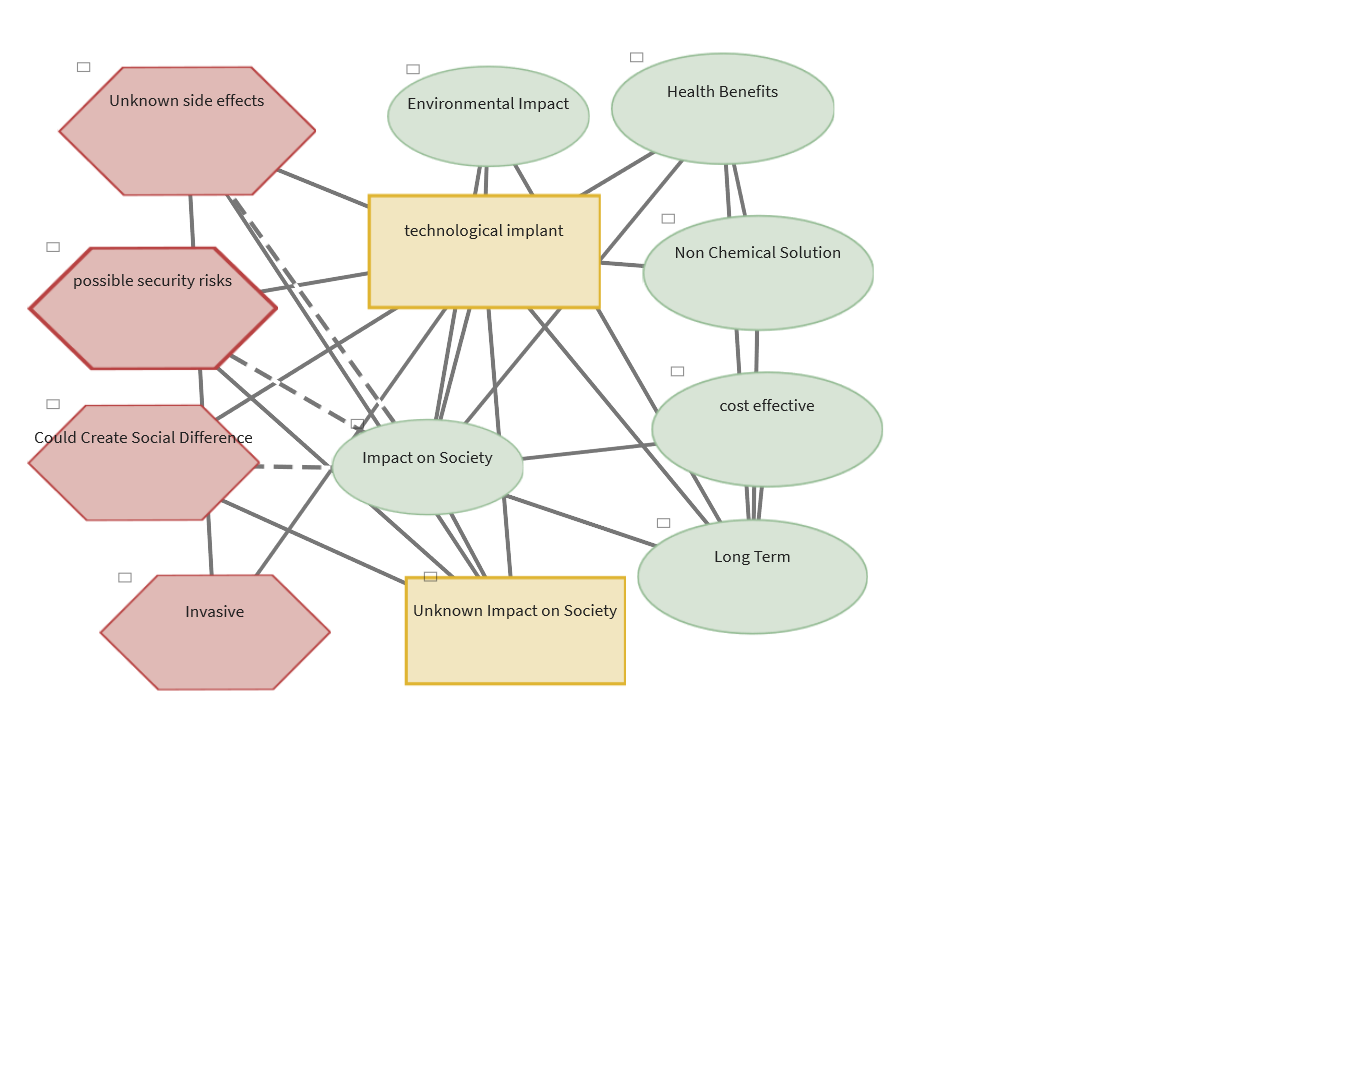 Unknown side effects
Environmental Impact
Health Benefits
technological implant
Non Chemical Solution
possible security risks
cost effective
Could Create Social Difference
Impact on Society
Long Term
Invasive
Unknown Impact on Society